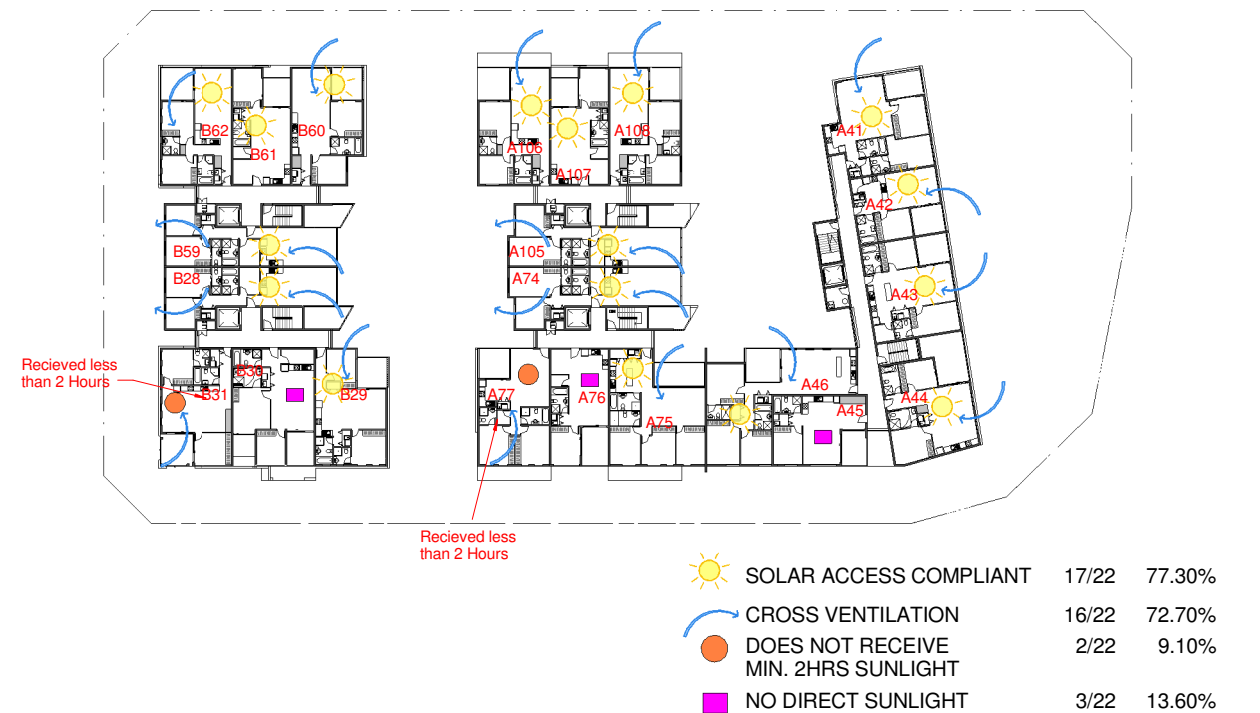 B62
B61
B60
A106
A107
A108
A41
A42
B59
B28
A105
A74
A43
Recieved less
than 2 Hours
B31
B30
B29
A77
A76
A75
A46
A45
A44
Recieved less
than 2 Hours
SOLAR ACCESS COMPLIANT 17/22 77.30%
CROSS VENTILATION 16/22 72.70%
DOES NOT RECEIVE 2/22 9.10%
MIN. 2HRS SUNLIGHT
NO DIRECT SUNLIGHT 3/22 13.60%